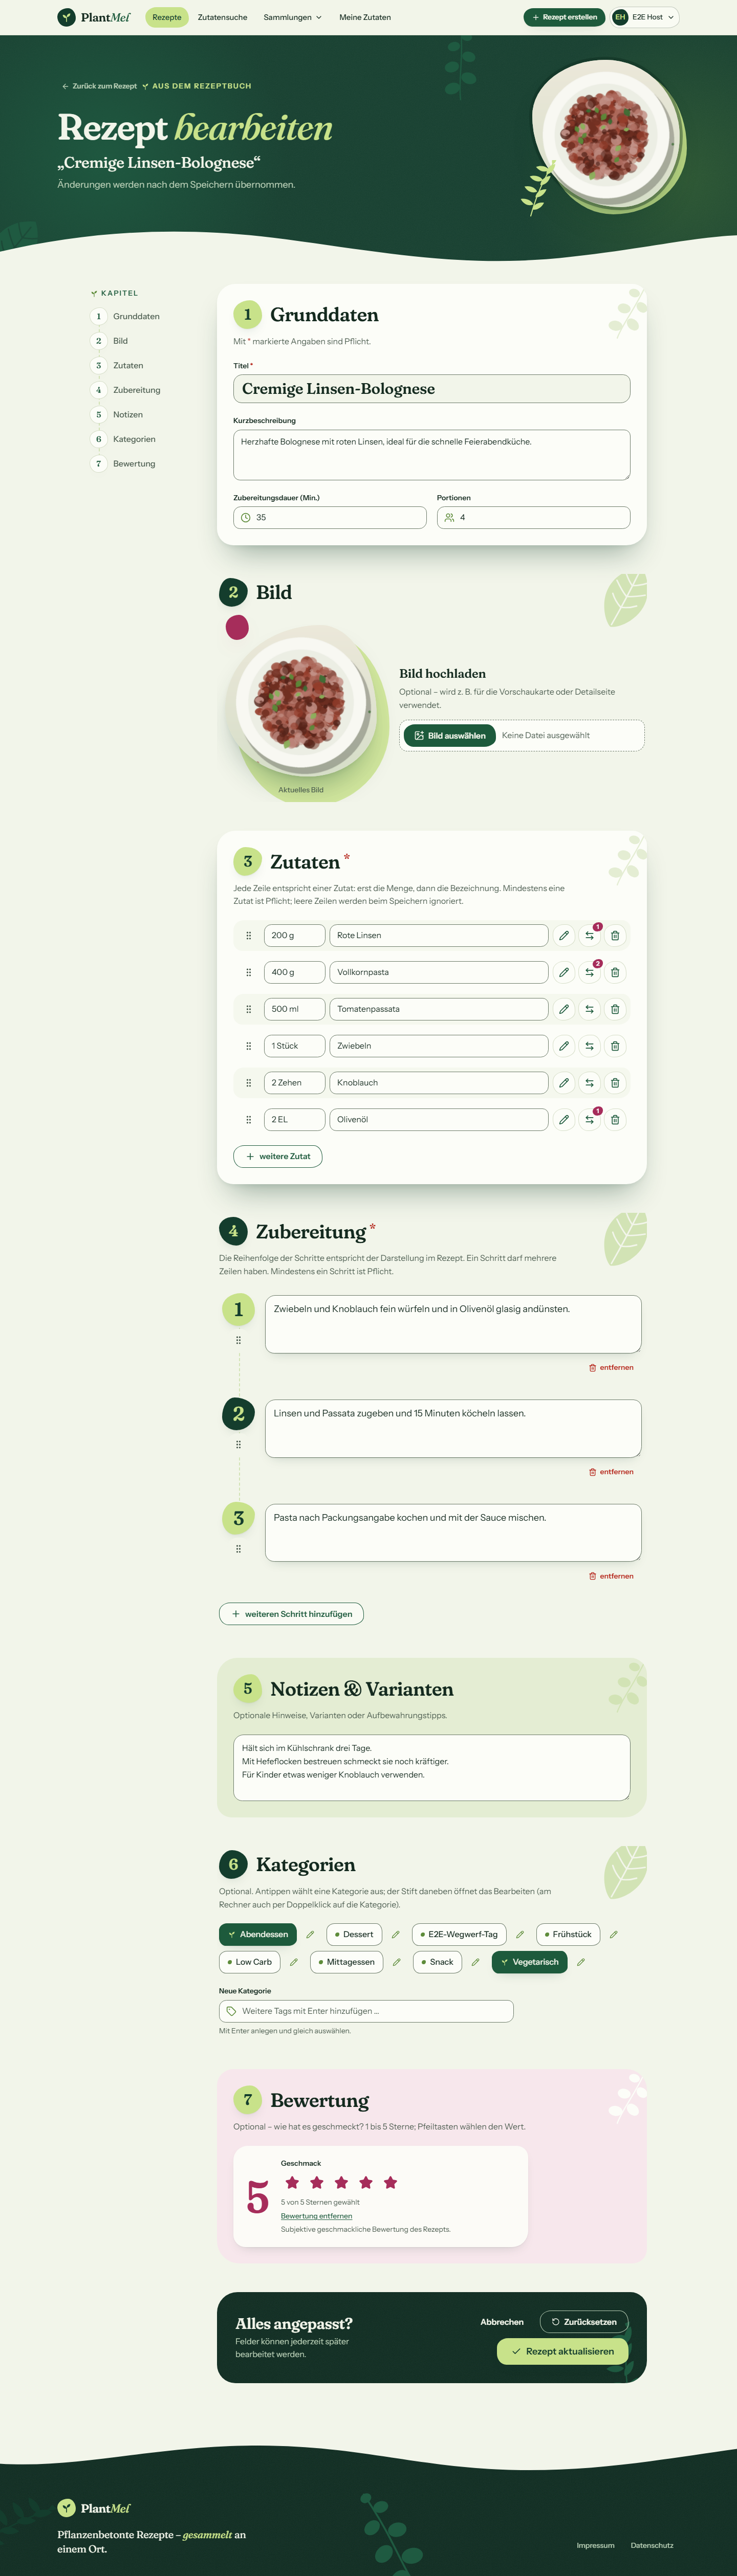 PlantMel
Rezepte
Zutatensuche
Sammlungen
Meine Zutaten
Rezept erstellen
EH
E2E Host
Zurück zum Rezept
AUS DEM REZEPTBUCH
Rezept bearbeiten
„Cremige Linsen-Bolognese“
Änderungen werden nach dem Speichern übernommen.
KAPITEL
1 Grunddaten
2 Bild
3 Zutaten
4 Zubereitung
5 Notizen
6 Kategorien
7 Bewertung
1 Grunddaten
Mit * markierte Angaben sind Pflicht.
Titel *
Cremige Linsen-Bolognese
Kurzbeschreibung
Herzhafte Bolognese mit roten Linsen, ideal für die schnelle Feierabendküche.
Zubereitungsdauer (Min.)
35
Portionen
4
2 Bild
Aktuelles Bild
Bild hochladen
Optional – wird z. B. für die Vorschaukarte oder Detailseite
verwendet.
Bild auswählen
Keine Datei ausgewählt
3 Zutaten *
Jede Zeile entspricht einer Zutat: erst die Menge, dann die Bezeichnung. Mindestens eine
Zutat ist Pflicht; leere Zeilen werden beim Speichern ignoriert.
200 g Rote Linsen 1
400 g Vollkornpasta 2
500 ml Tomatenpassata
1 Stück Zwiebeln
2 Zehen Knoblauch
2 EL Olivenöl 1
weitere Zutat
4 Zubereitung *
Die Reihenfolge der Schritte entspricht der Darstellung im Rezept. Ein Schritt darf mehrere
Zeilen haben. Mindestens ein Schritt ist Pflicht.
1
Zwiebeln und Knoblauch fein würfeln und in Olivenöl glasig andünsten.
entfernen
2
Linsen und Passata zugeben und 15 Minuten köcheln lassen.
entfernen
3
Pasta nach Packungsangabe kochen und mit der Sauce mischen.
entfernen
weiteren Schritt hinzufügen
5 Notizen & Varianten
Optionale Hinweise, Varianten oder Aufbewahrungstipps.
Hält sich im Kühlschrank drei Tage.
Mit Hefeflocken bestreuen schmeckt sie noch kräftiger.
Für Kinder etwas weniger Knoblauch verwenden.
6 Kategorien
Optional. Antippen wählt eine Kategorie aus; der Stift daneben öffnet das Bearbeiten (am
Rechner auch per Doppelklick auf die Kategorie).
Abendessen
Dessert
E2E-Wegwerf-Tag
Frühstück
Low Carb
Mittagessen
Snack
Vegetarisch
Neue Kategorie
Weitere Tags mit Enter hinzufügen ...
Mit Enter anlegen und gleich auswählen.
7 Bewertung
Optional – wie hat es geschmeckt? 1 bis 5 Sterne; Pfeiltasten wählen den Wert.
5
Geschmack
5 von 5 Sternen gewählt
Bewertung entfernen
Subjektive geschmackliche Bewertung des Rezepts.
Alles angepasst?
Felder können jederzeit später
bearbeitet werden.
Abbrechen
Zurücksetzen
Rezept aktualisieren
PlantMel
Pflanzenbetonte Rezepte – gesammelt an
einem Ort.
Impressum
Datenschutz